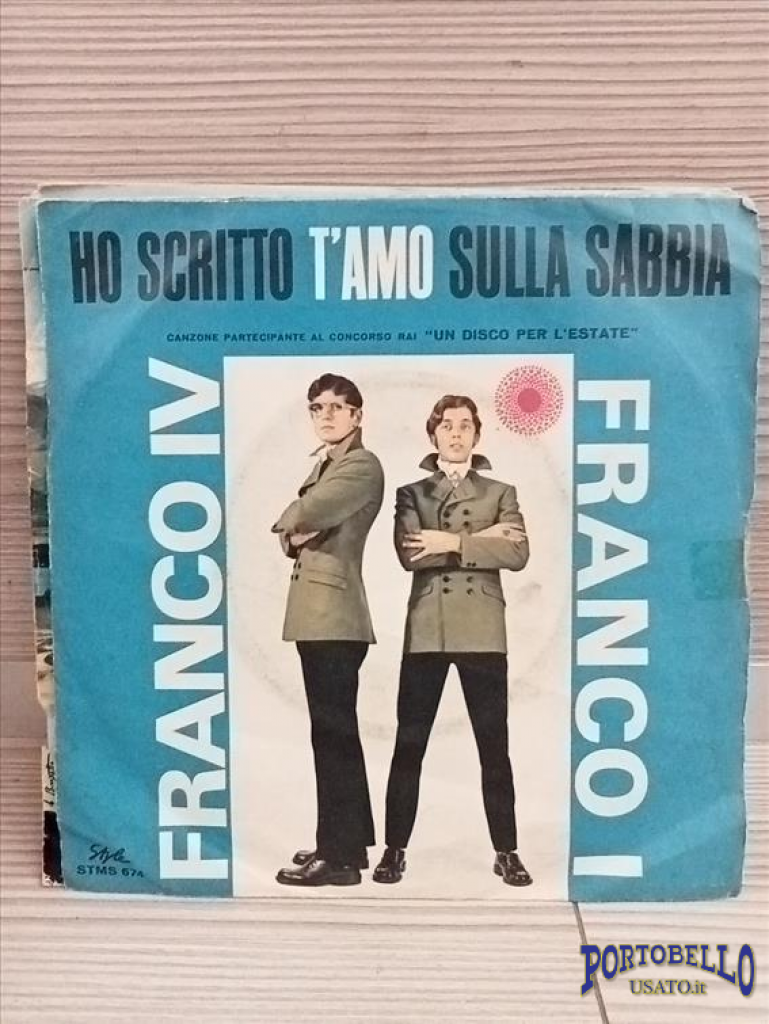 HO SCRITTO T'AMO SULLA SABBIA
CANZONE PARTECIPANTE AL CONCORSO RAI "UN DISCO PER L'ESTATE"
FRANCO IV
FRANCO I
Style
STMS 674
PORTOBELLO
USATO.it